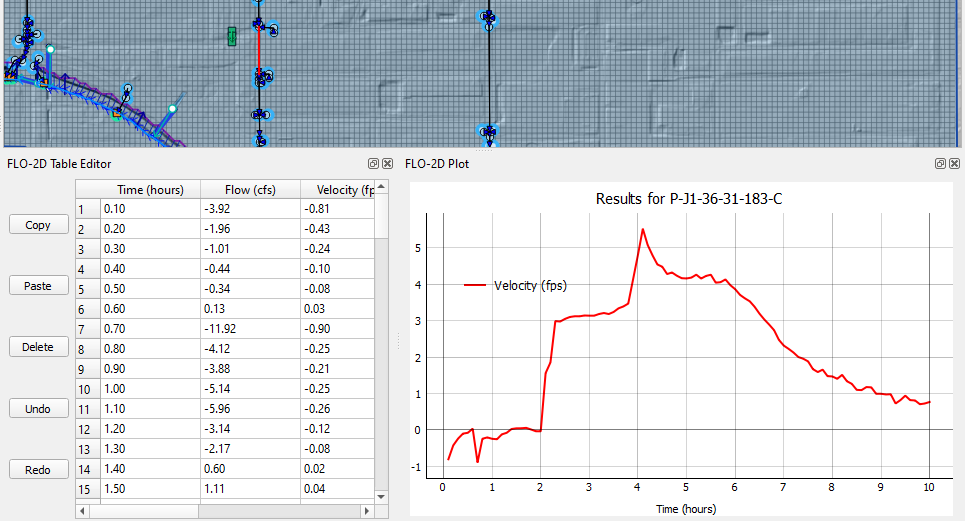 FLO-2D Table Editor
FLO-2D Plot
Copy
Paste
Delete
Undo
Redo
Time (hours) Flow (cfs) Velocity (fp
1 0.10 -3.92 -0.81
2 0.20 -1.96 -0.43
3 0.30 -1.01 -0.24
4 0.40 -0.44 -0.10
5 0.50 -0.34 -0.08
6 0.60 0.13 0.03
7 0.70 -11.92 -0.90
8 0.80 -4.12 -0.25
9 0.90 -3.88 -0.21
10 1.00 -5.14 -0.25
11 1.10 -5.96 -0.26
12 1.20 -3.14 -0.12
13 1.30 -2.17 -0.08
14 1.40 0.60 0.02
15 1.50 1.11 0.04
Results for P-J1-36-31-183-C
5
4
3
2
1
0
-1
Velocity (fps)
0 1 2 3 4 5 6 7 8 9 10
Time (hours)